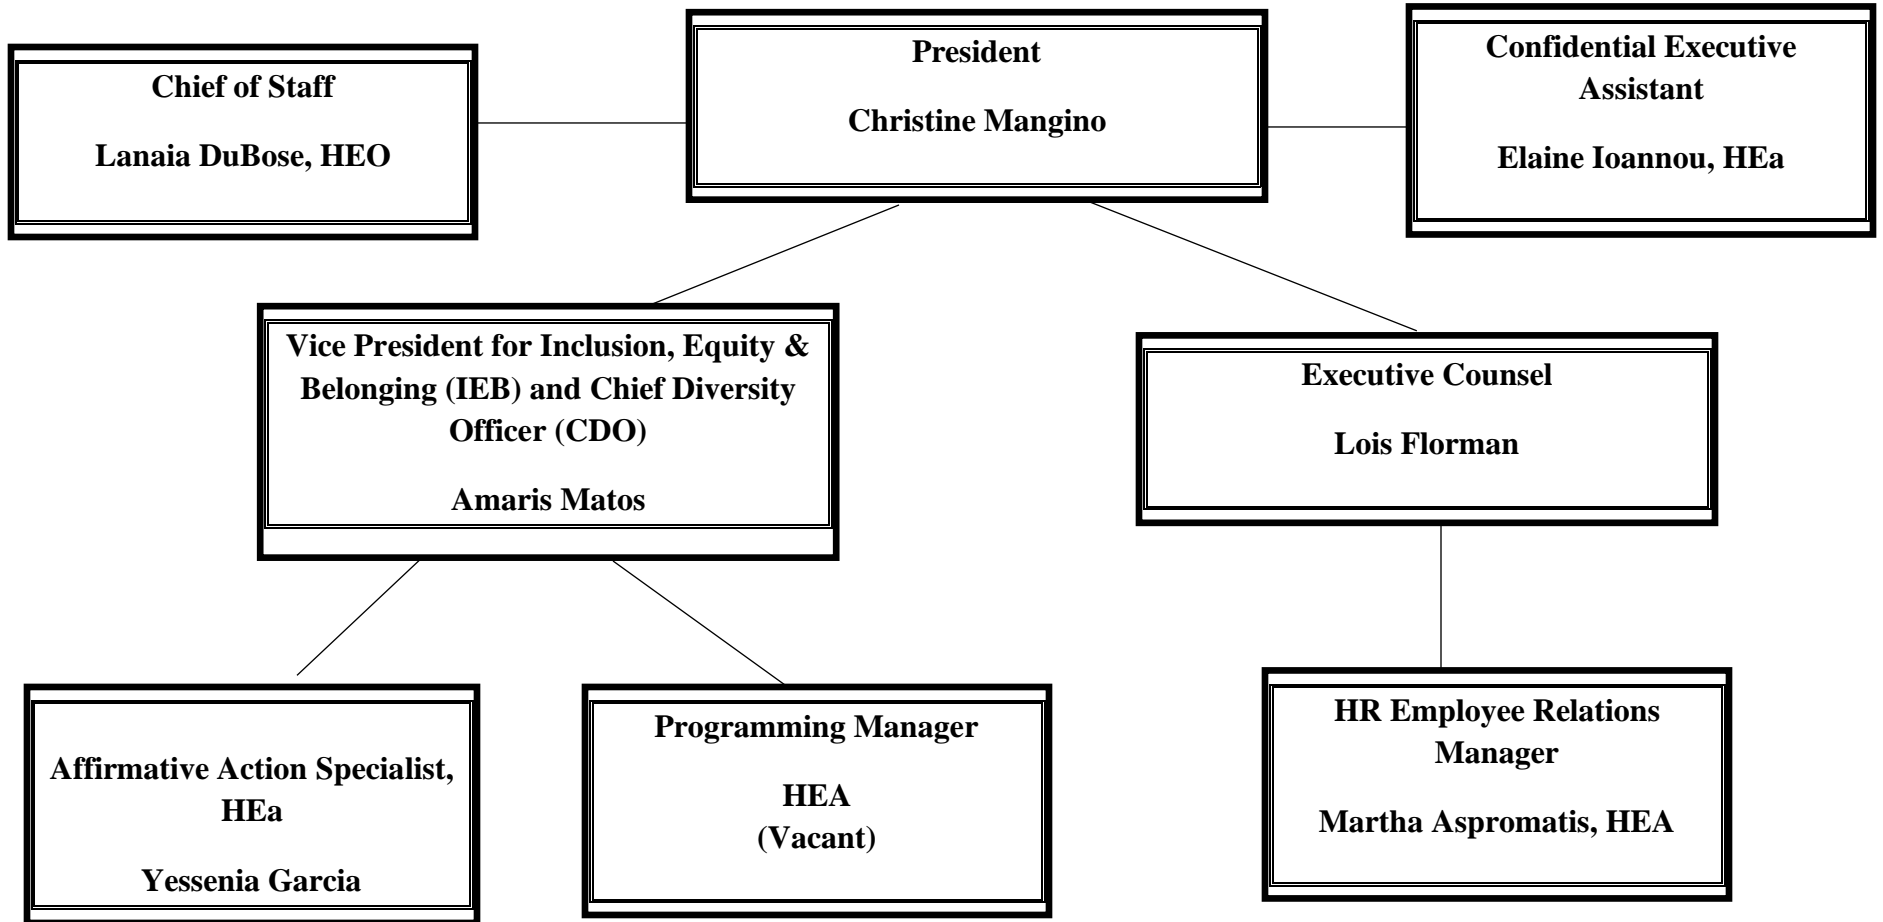 Chief of Staff
Lanaia DuBose, HEO
President
Christine Mangino
Confidential Executive
Assistant
Elaine Ioannou, HEa
Vice President for Inclusion, Equity &
Belonging (IEB) and Chief Diversity
Officer (CDO)
Amaris Matos
Executive Counsel
Lois Florman
Affirmative Action Specialist,
HEa
Yessenia Garcia
Programming Manager
HEA
(Vacant)
HR Employee Relations
Manager
Martha Aspromatis, HEA